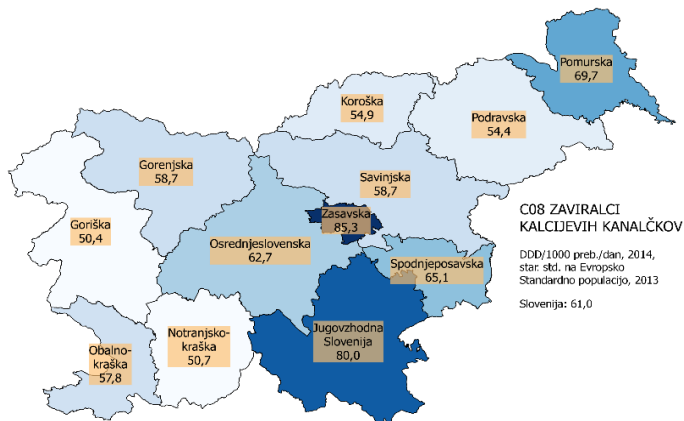 Pomurska
69,7
Koroška
54,9
Podravska
54,4
Gorenjska
58,7
Savinjska
58,7
Zasavska
85,3
Goriška
50,4
Osrednjeslovenska
62,7
Spodnjeposavska
65,1
Jugovzhodna
Slovenija
80,0
Notranjsko-
kraška
50,7
Obalno-
kraška
57,8
C08 ZAVIRALCI
KALCIJEVIH KANALČKOV
DDD/1000 preb./dan, 2014,
star. std. na Evropsko
Standardno populacijo, 2013
Slovenija: 61,0